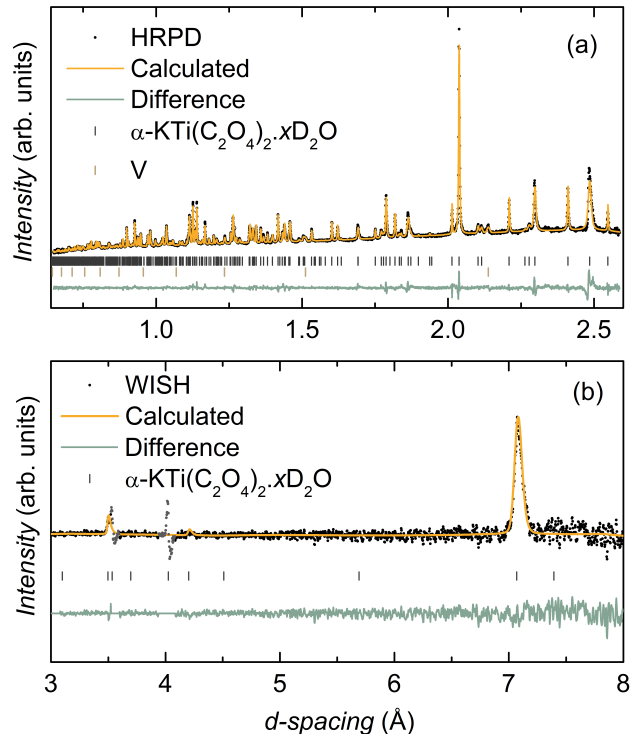 HRPD
(a)
Calculated
Difference
α-KTi(C₂O₄)₂.xD₂O
V
Intensity (arb. units)
1.0 1.5 2.0 2.5
WISH
(b)
Calculated
Difference
α-KTi(C₂O₄)₂.xD₂O
Intensity (arb. units)
3 4 5 6 7 8
d-spacing (Å)